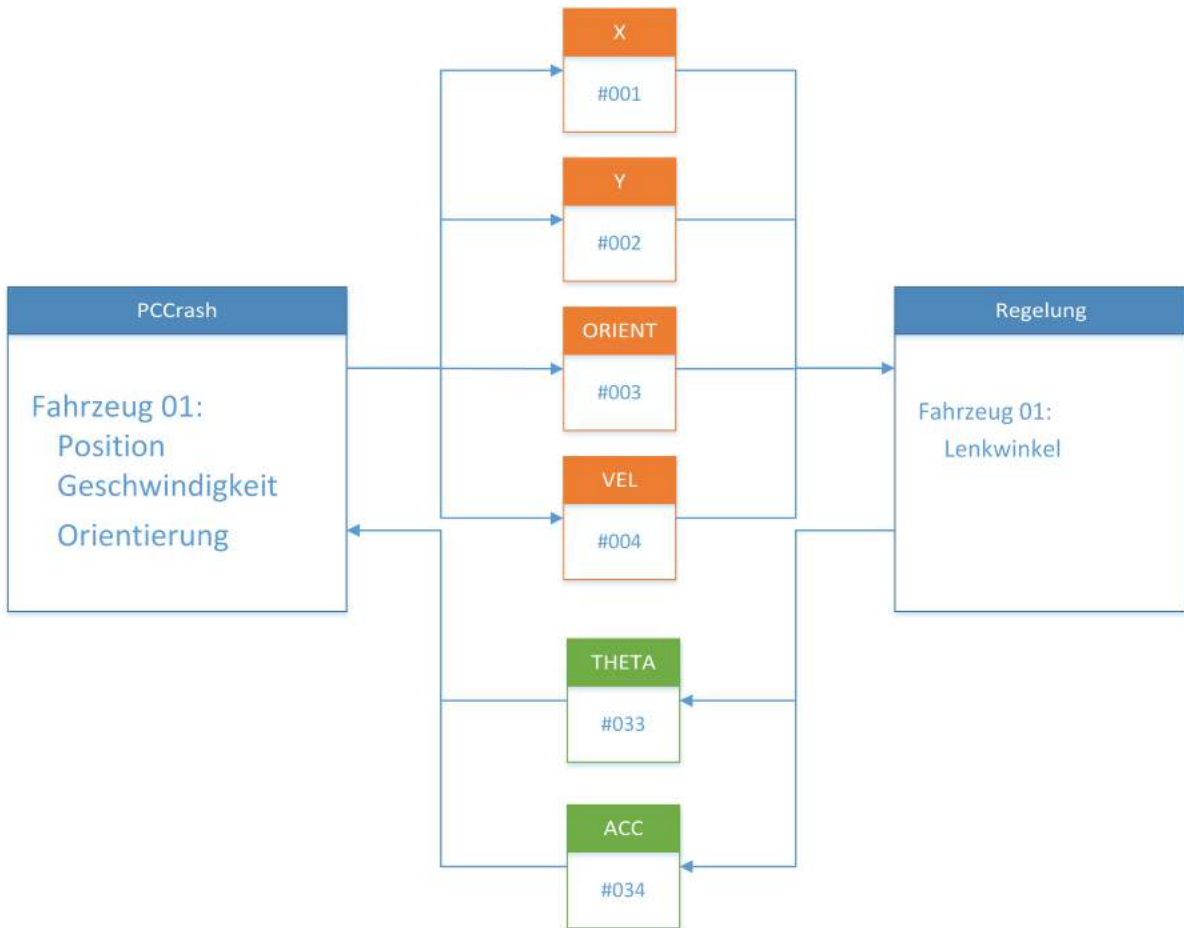 X
#001
Y
#002
PCCrash
Fahrzeug 01:
Position
Geschwindigkeit
Orientierung
ORIENT
#003
VEL
#004
Regelung
Fahrzeug 01:
Lenkwinkel
THETA
#033
ACC
#034